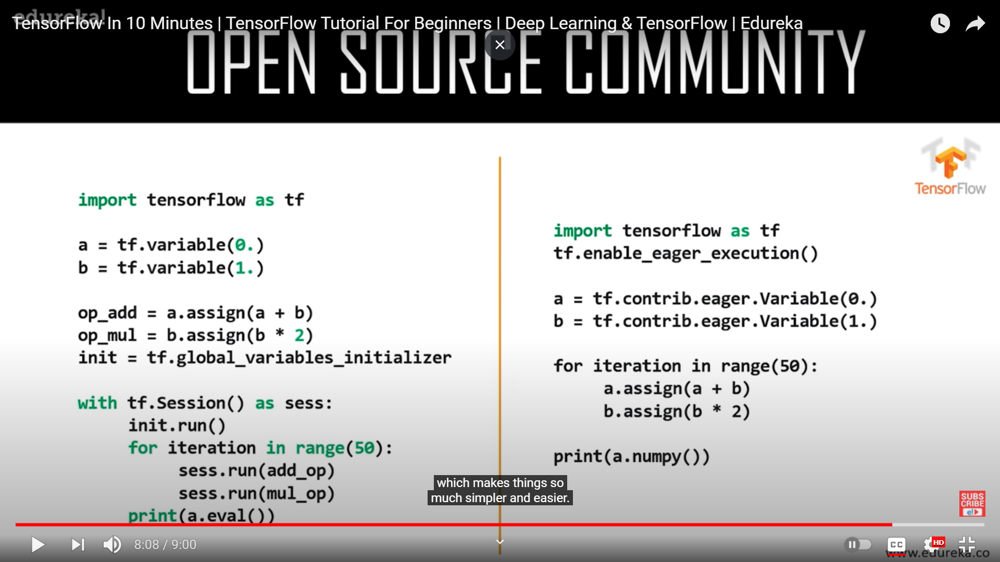 edureka!
TensorFlow In 10 Minutes | TensorFlow Tutorial For Beginners | Deep Learning & TensorFlow | Edureka
OPEN SOURCE COMMUNITY
TensorFlow
import tensorflow as tf
a = tf.variable(0.)
b = tf.variable(1.)
op_add = a.assign(a + b)
op_mul = b.assign(b * 2)
init = tf.global_variables_initializer
with tf.Session() as sess:
init.run()
for iteration in range(50):
sess.run(add_op)
sess.run(mul_op)
print(a.eval())
import tensorflow as tf
tf.enable_eager_execution()
a = tf.contrib.eager.Variable(0.)
b = tf.contrib.eager.Variable(1.)
for iteration in range(50):
a.assign(a + b)
b.assign(b * 2)
print(a.numpy())
which makes things so
much simpler and easier.
SUBS
CRIBE
e!
8:08 / 9:00
CC
HD
www.edureka.co